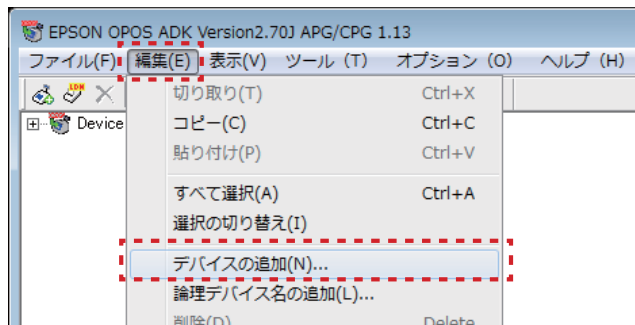 EPSON OPOS ADK Version2.70J APG/CPG 1.13
ファイル(F) 編集(E) 表示(V) ツール (T) オプション (O) ヘルプ (H)
LDN
Device
切り取り(T) Ctrl+X
コピー(C) Ctrl+C
貼り付け(P) Ctrl+V
すべて選択(A) Ctrl+A
選択の切り替え(I)
デバイスの追加(N)...
論理デバイス名の追加(L)...
削除(D) Delete